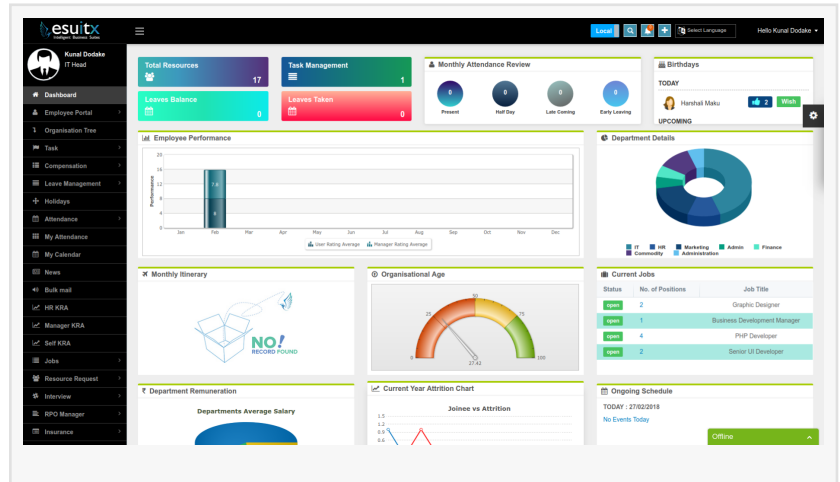 esuitx
Intelligent Business Suites
Local
Select Language
Hello Kunal Dodake
Kunal Dodake
IT Head
Dashboard
Employee Portal
Organisation Tree
Task
Compensation
Leave Management
Holidays
Attendance
My Attendance
My Calendar
News
Bulk mail
HR KRA
Manager KRA
Self KRA
Jobs
Resource Request
Interview
RPO Manager
Insurance
Total Resources
17
Task Management
1
Leaves Balance
0
Leaves Taken
0
Monthly Attendance Review
0 0 0 0
Present Half Day Late Coming Early Leaving
Birthdays
TODAY
Harshali Maku 2 Wish
UPCOMING
Employee Performance
Performance
20
16
12
8
4
0
7.6
8
Jan Feb Mar Apr May Jun Jul Aug Sep Oct Nov Dec
User Rating Average Manager Rating Average
Department Details
IT HR Marketing Admin Finance
Commodity Administration
Monthly Itinerary
NO!
RECORD FOUND
Organisational Age
50
25 75
0 100
37.42
Current Jobs
Status No. of Positions Job Title
open 2 Graphic Designer
open 1 Business Development Manager
open 4 PHP Developer
open 2 Senior UI Developer
₹ Department Remuneration
Departments Average Salary
Current Year Attrition Chart
Joinee vs Attrition
1.5
1.2
0.9
0.6
Ongoing Schedule
TODAY : 27/02/2018
No Events Today
Offline